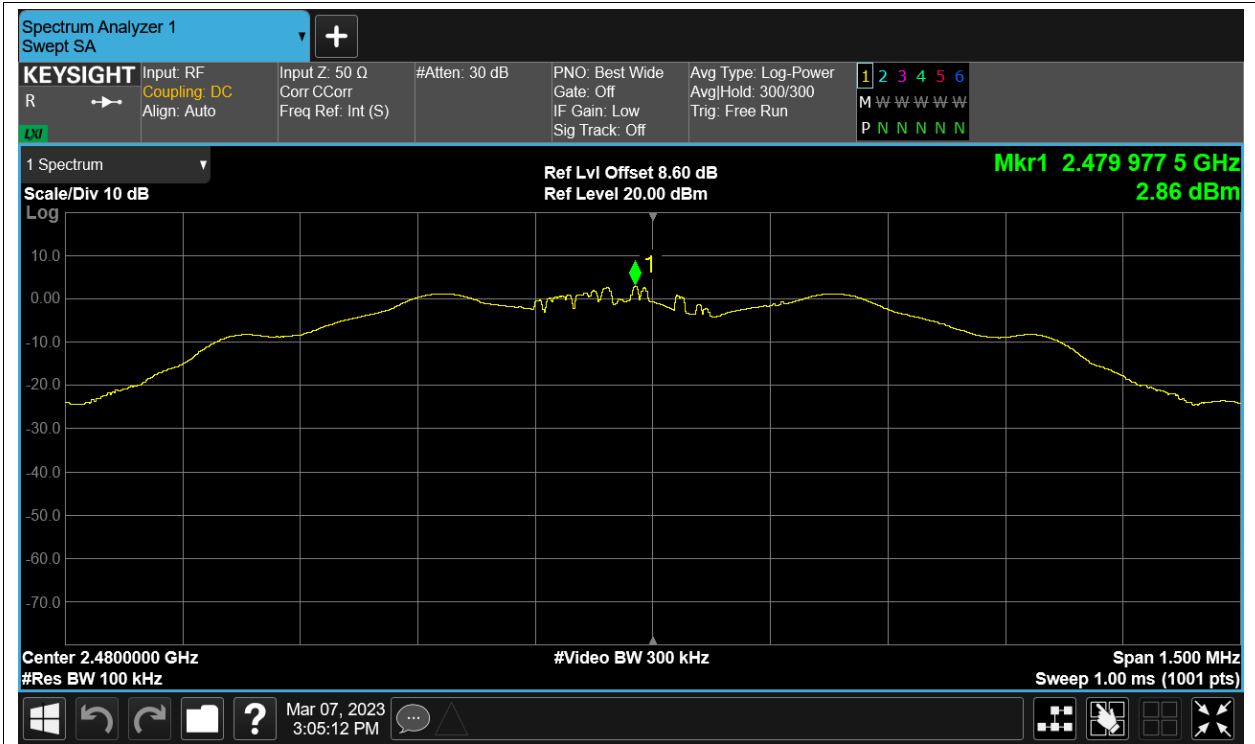 Spectrum Analyzer 1
Swept SA
KEYSIGHT
R
LXI
Input: RF
Coupling: DC
Align: Auto
Input Z: 50 Ω
Corr CCorr
Freq Ref: Int (S)
#Atten: 30 dB
PNO: Best Wide
Gate: Off
IF Gain: Low
Sig Track: Off
Avg Type: Log-Power
Avg|Hold: 300/300
Trig: Free Run
1 2 3 4 5 6
M W W W W W
P N N N N N
1 Spectrum
Scale/Div 10 dB
Ref Lvl Offset 8.60 dB
Ref Level 20.00 dBm
Mkr1 2.479 977 5 GHz
2.86 dBm
Log
10.0
0.00
-10.0
-20.0
-30.0
-40.0
-50.0
-60.0
-70.0
1
Center 2.4800000 GHz
#Video BW 300 kHz
Span 1.500 MHz
#Res BW 100 kHz
Sweep 1.00 ms (1001 pts)
?
Mar 07, 2023
3:05:12 PM